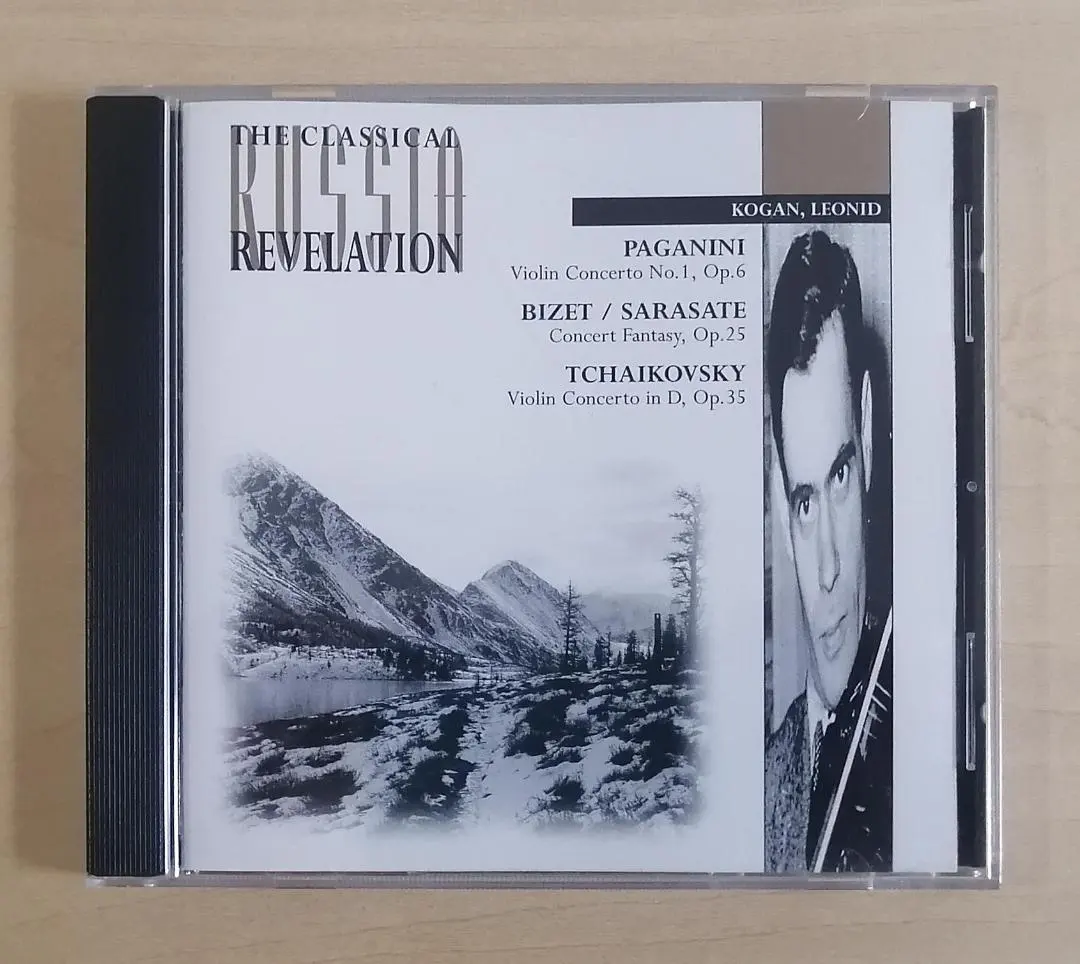 THE CLASSICAL
RUSSIA
REVELATION
KOGAN, LEONID
PAGANINI
Violin Concerto No.1, Op.6
BIZET / SARASATE
Concert Fantasy, Op.25
TCHAIKOVSKY
Violin Concerto in D, Op.35